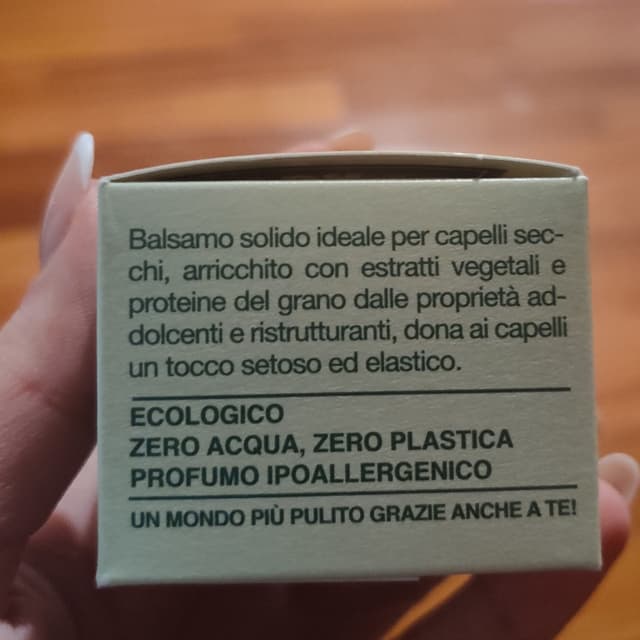 Balsamo solido ideale per capelli sec-
chi, arricchito con estratti vegetali e
proteine del grano dalle proprietà ad-
dolcenti e ristrutturanti, dona ai capelli
un tocco setoso ed elastico.
ECOLOGICO
ZERO ACQUA, ZERO PLASTICA
PROFUMO IPOALLERGENICO
UN MONDO PIÙ PULITO GRAZIE ANCHE A TE!